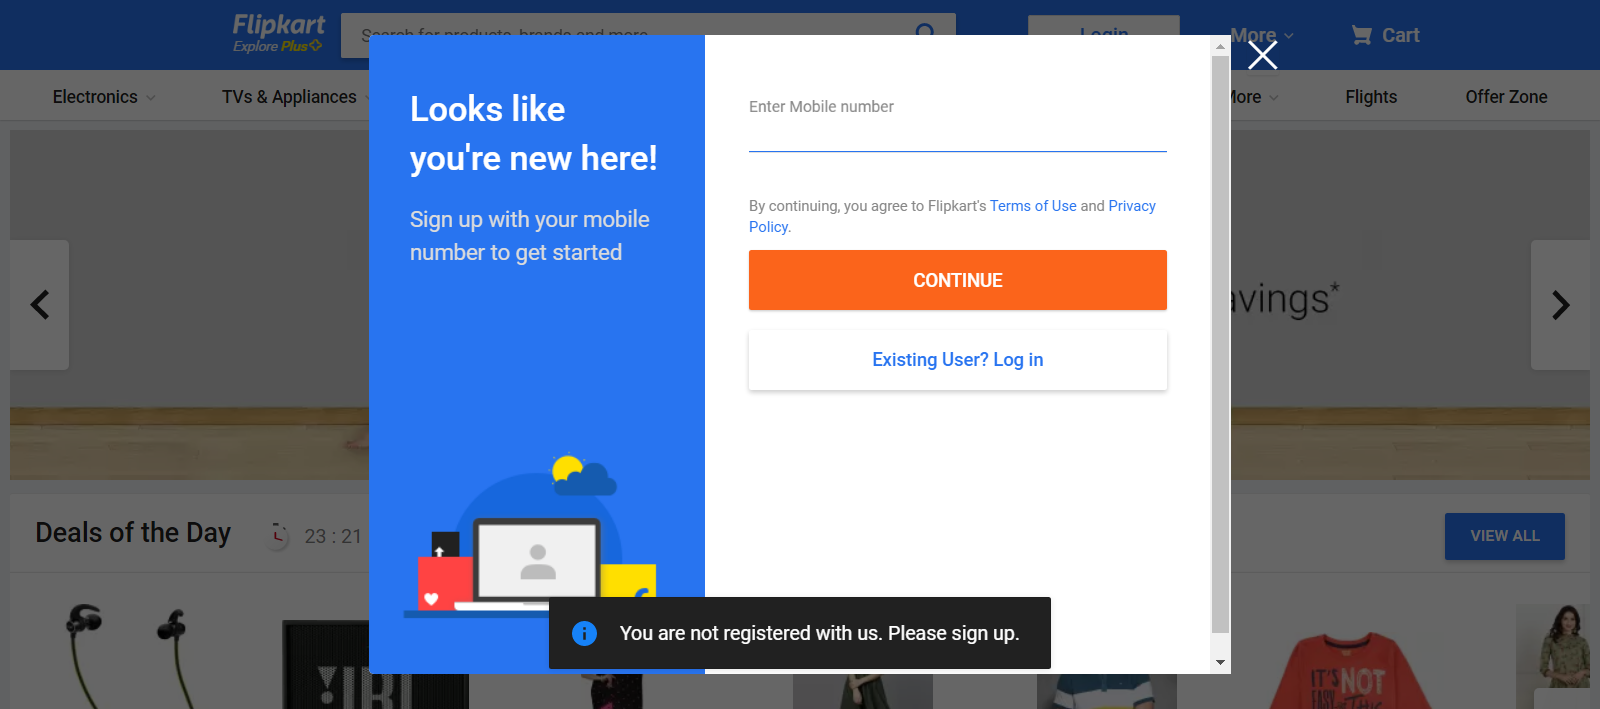 Flipkart
Explore Plus
Search for products, brands and more
Login
More
Cart
Electronics
TVs & Appliances
More
Flights
Offer Zone
Looks like
you're new here!
Sign up with your mobile
number to get started
Enter Mobile number
By continuing, you agree to Flipkart's Terms of Use and Privacy
Policy.
CONTINUE
Existing User? Log in
avings*
Deals of the Day
23 : 21
VIEW ALL
You are not registered with us. Please sign up.
JBL
IT'S NOT
EASY